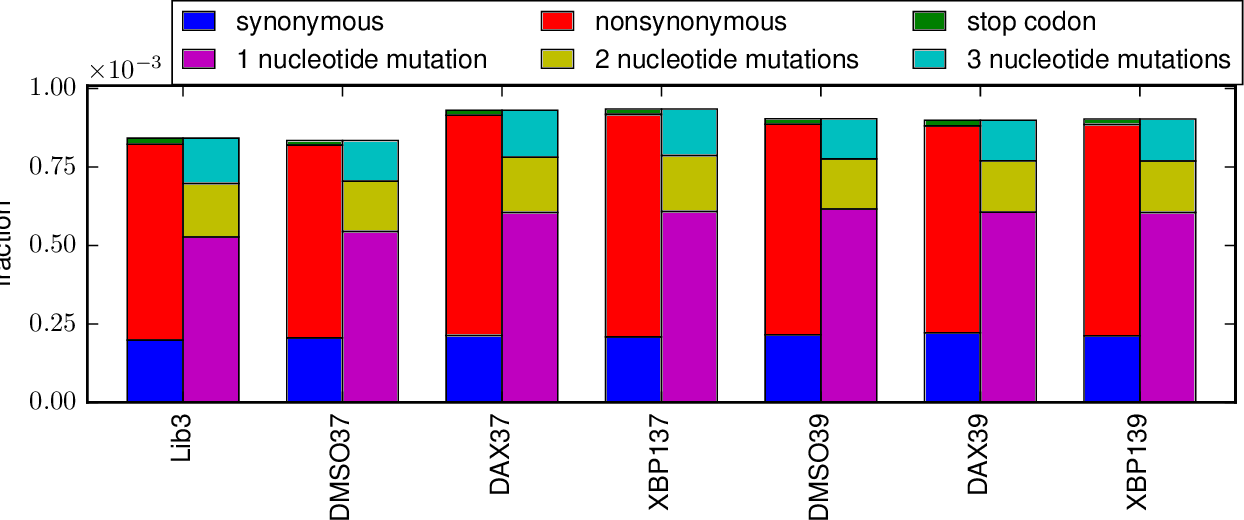 synonymous nonsynonymous stop codon
1 nucleotide mutation 2 nucleotide mutations 3 nucleotide mutations
×10⁻³
1.00
0.75
0.50
0.25
0.00
fraction
Lib3 DMSO37 DAX37 XBP137 DMSO39 DAX39 XBP139